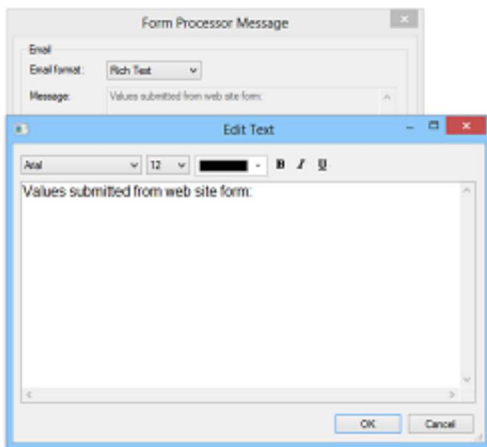 Form Processor Message
Email
Email format: Rich Text
Message: Values submitted from web site form:
Edit Text
Arial 12 B I U
Values submitted from web site form:
OK Cancel